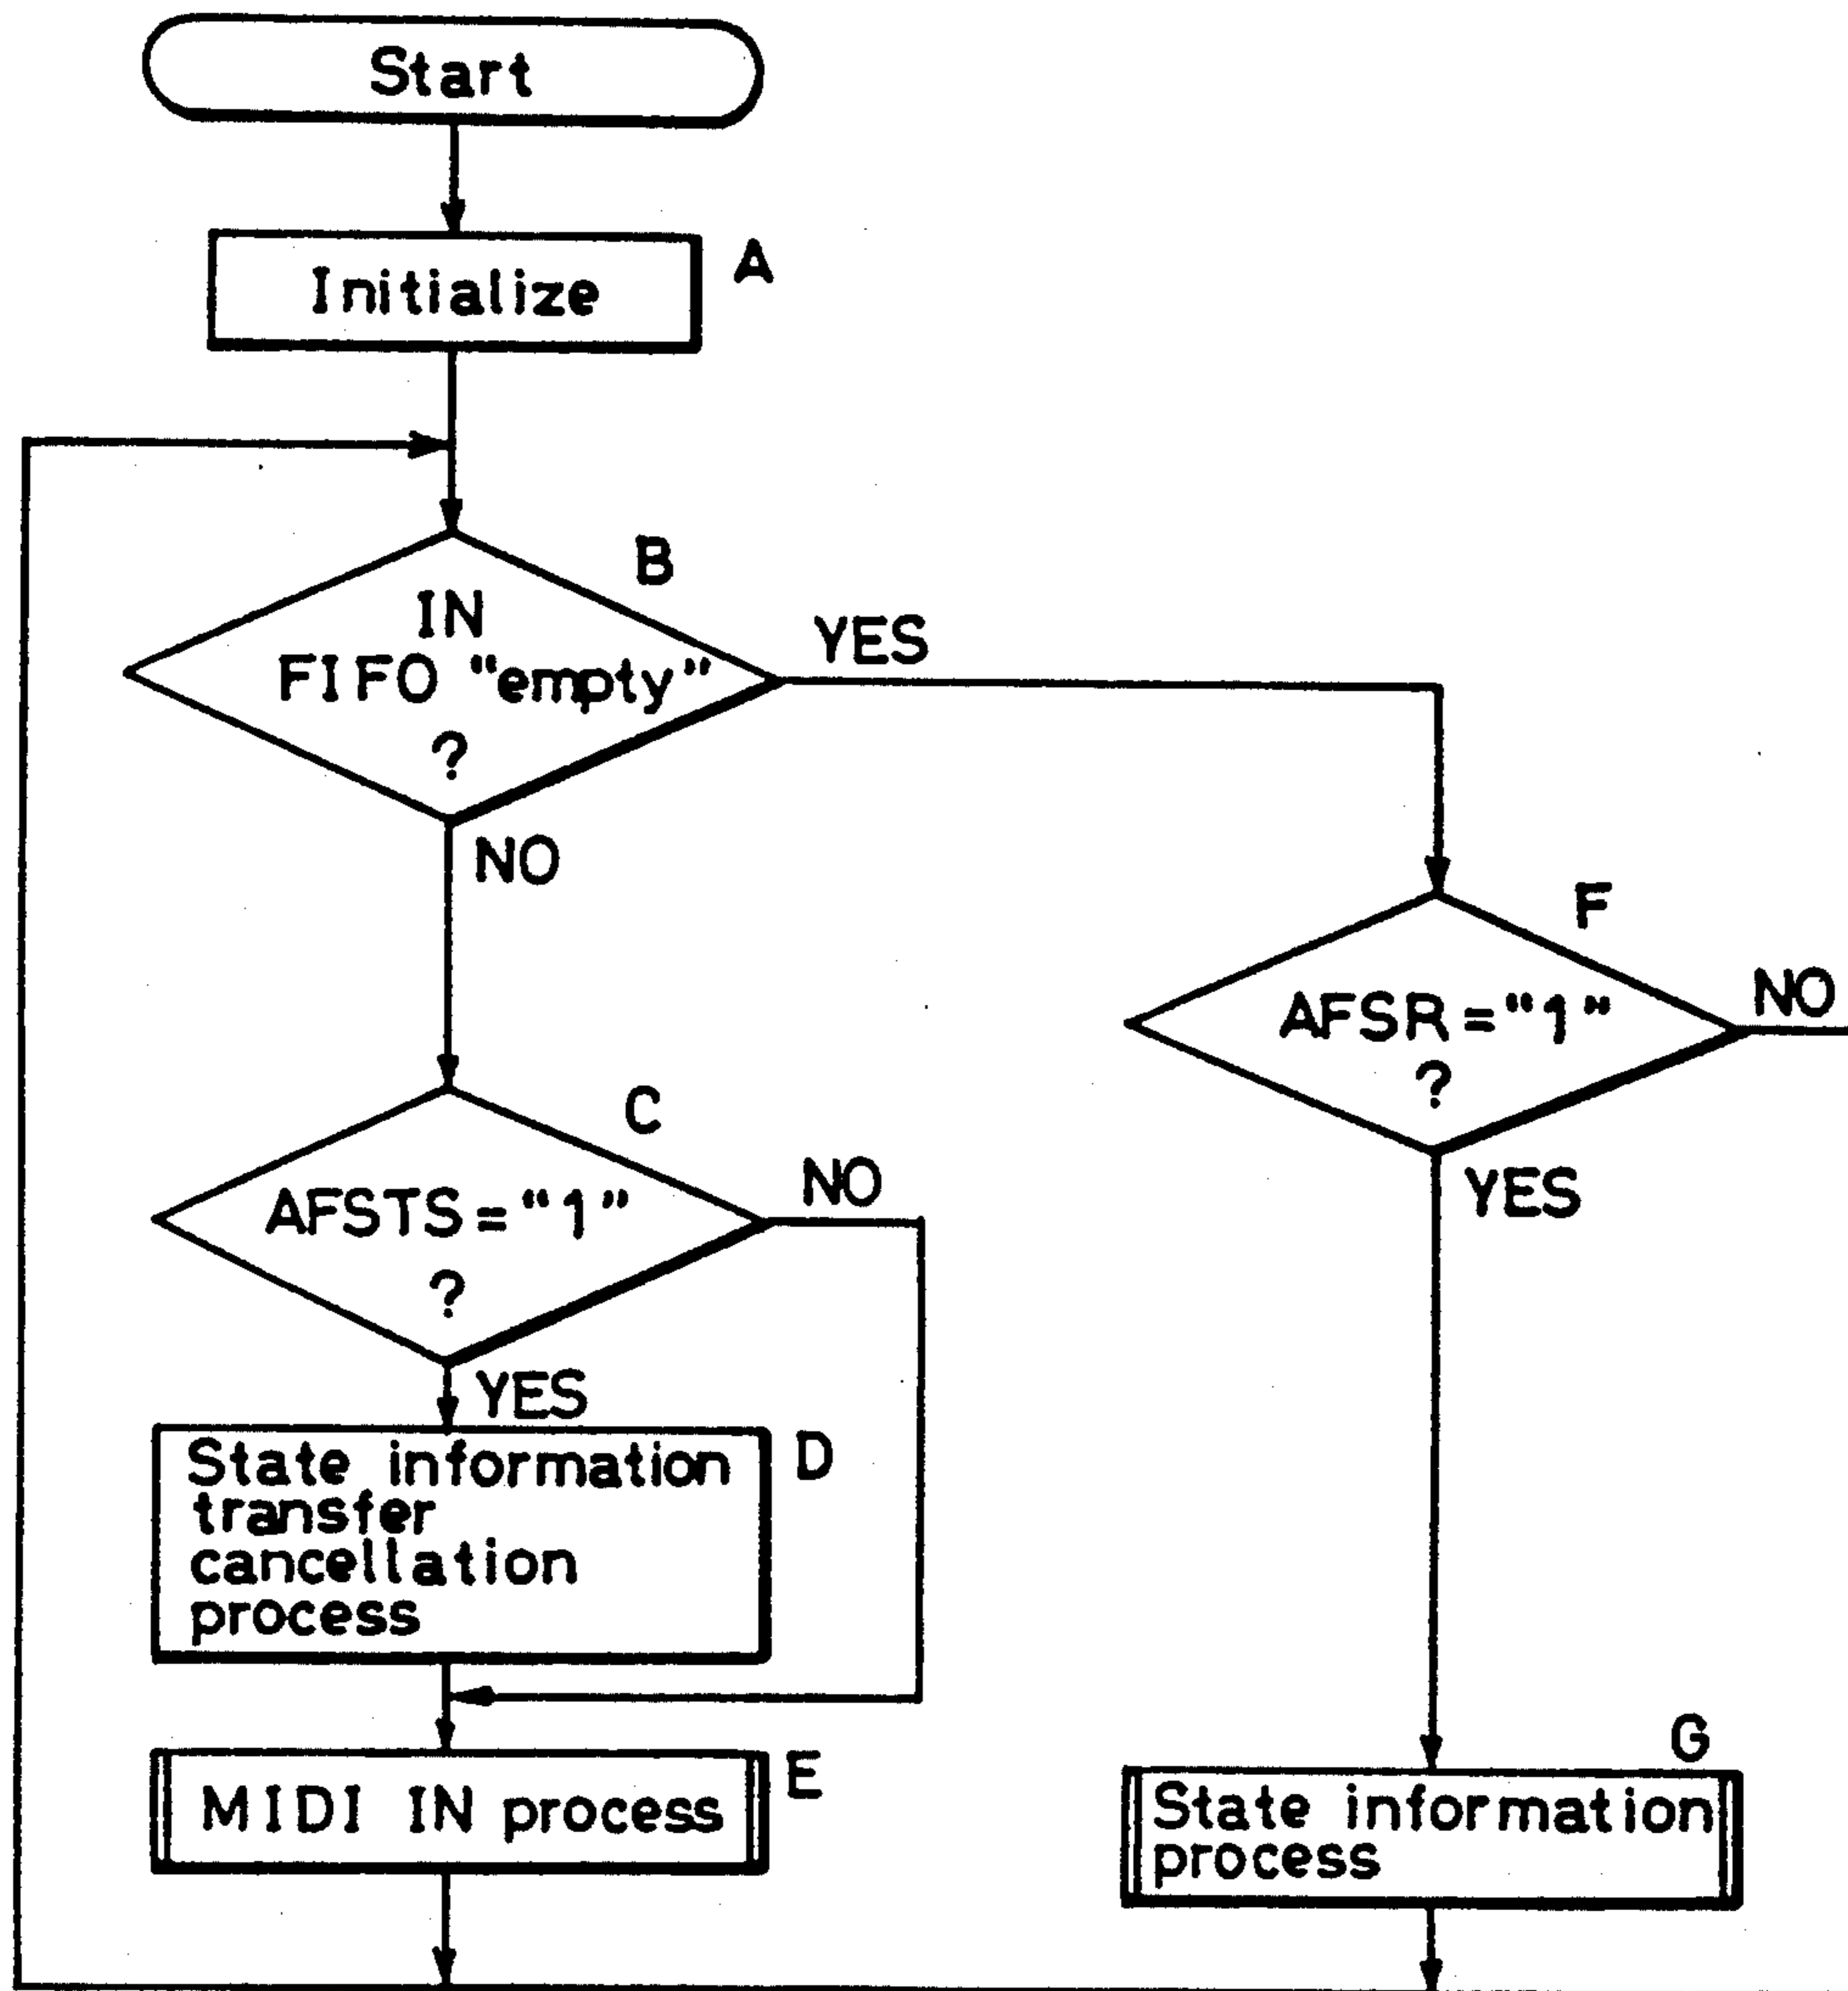 Start
Initialize
A
B
IN
FIFO "empty"
?
YES
NO
F
AFSR="1"
?
NO
YES
C
AFSTS="1"
?
NO
YES
State information
transfer
cancellation
process
D
MIDI IN process
E
G
State information
process